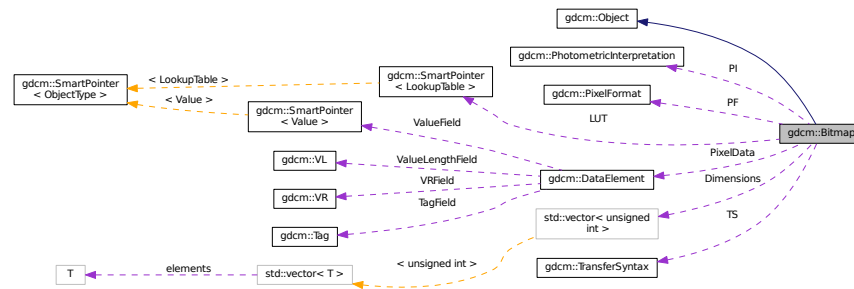 gdcm::Object
gdcm::PhotometricInterpretation
PI
< LookupTable >
gdcm::SmartPointer
< LookupTable >
gdcm::SmartPointer
< ObjectType >
gdcm::PixelFormat
PF
< Value >
gdcm::SmartPointer
< Value >
ValueField
LUT
gdcm::Bitmap
PixelData
gdcm::VL
ValueLengthField
gdcm::DataElement
Dimensions
VRField
gdcm::VR
TagField
std::vector< unsigned
int >
TS
gdcm::Tag
< unsigned int >
gdcm::TransferSyntax
T
elements
std::vector< T >